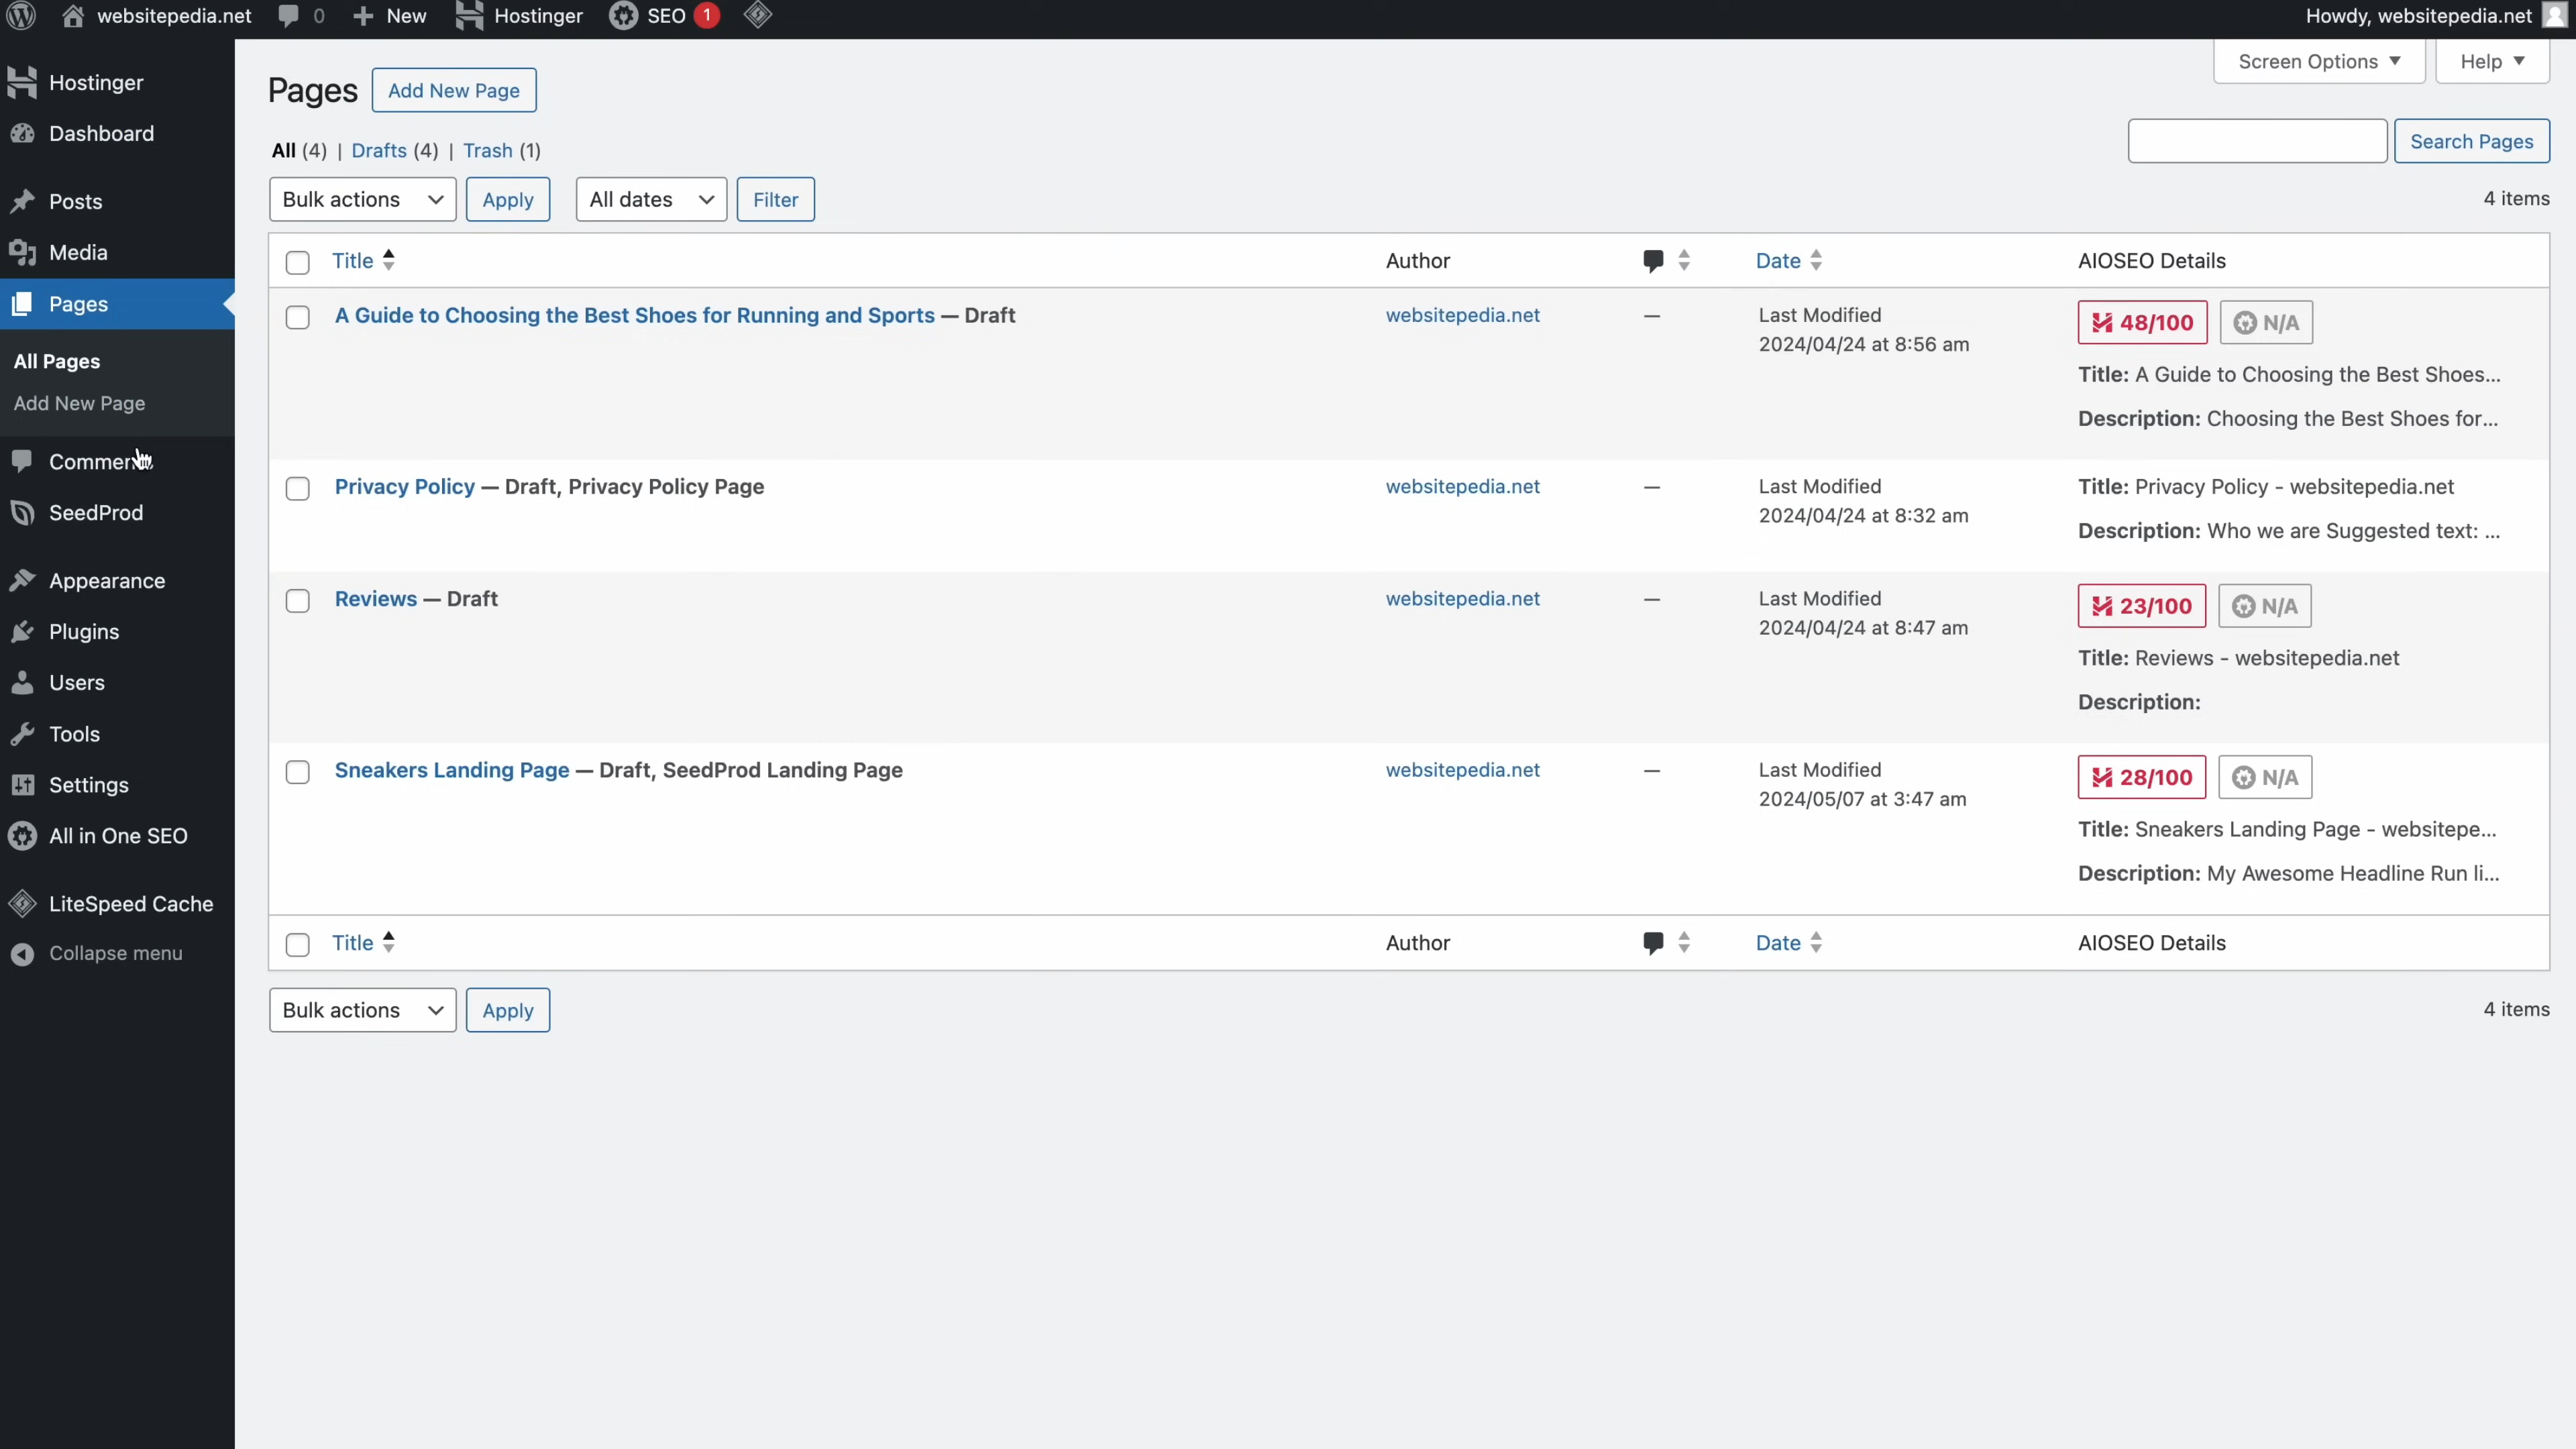 websitepedia.net 0 New Hostinger SEO 1 Howdy, websitepedia.net
Hostinger
Dashboard
Posts
Media
Pages
All Pages
Add New Page
SeedProd
Appearance
Plugins
Users
Tools
Settings
All in One SEO
LiteSpeed Cache
Collapse menu
Screen Options Help
Pages Add New Page
All (4) | Drafts (4) | Trash (1)
Search Pages
Bulk actions Apply All dates Filter 4 items
Title Author Date AIOSEO Details
A Guide to Choosing the Best Shoes for Running and Sports — Draft websitepedia.net — Last Modified 48/100 N/A
2024/04/24 at 8:56 am
Title: A Guide to Choosing the Best Shoes...
Description: Choosing the Best Shoes for...
Privacy Policy — Draft, Privacy Policy Page websitepedia.net — Last Modified Title: Privacy Policy - websitepedia.net
2024/04/24 at 8:32 am
Description: Who we are Suggested text: ...
Reviews — Draft websitepedia.net — Last Modified 23/100 N/A
2024/04/24 at 8:47 am
Title: Reviews - websitepedia.net
Description:
Sneakers Landing Page — Draft, SeedProd Landing Page websitepedia.net — Last Modified 28/100 N/A
2024/05/07 at 3:47 am
Title: Sneakers Landing Page - websitepe...
Description: My Awesome Headline Run li...
Title Author Date AIOSEO Details
Bulk actions Apply 4 items